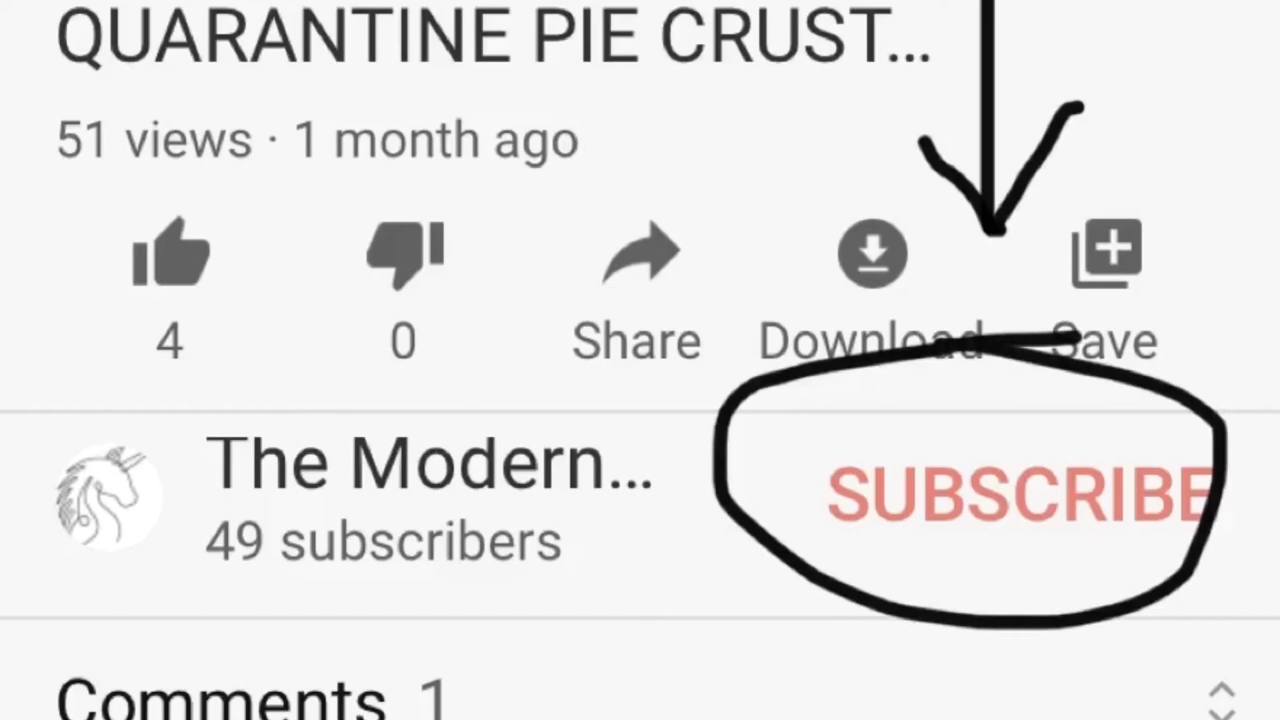 QUARANTINE PIE CRUST...
51 views · 1 month ago
4 0 Share Download Save
The Modern... SUBSCRIBE
49 subscribers
Comments 1